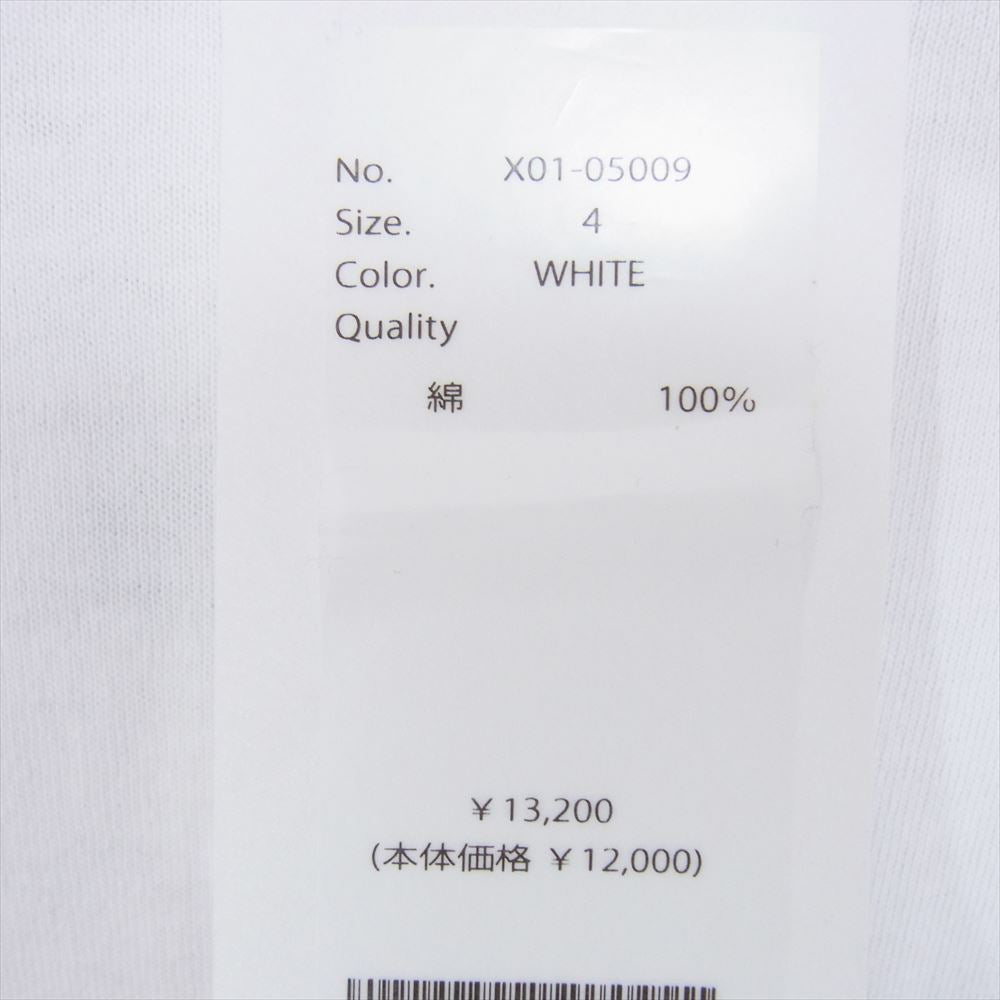 No. X01-05009
Size. 4
Color. WHITE
Quality
綿 100%
¥ 13,200
(本体価格 ¥ 12,000)